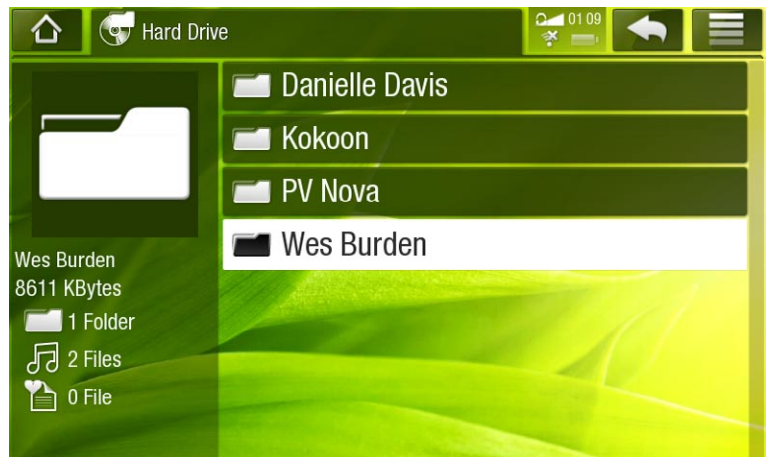 Hard Drive
01 09
Danielle Davis
Kokoon
PV Nova
Wes Burden
Wes Burden
8611 KBytes
1 Folder
2 Files
0 File